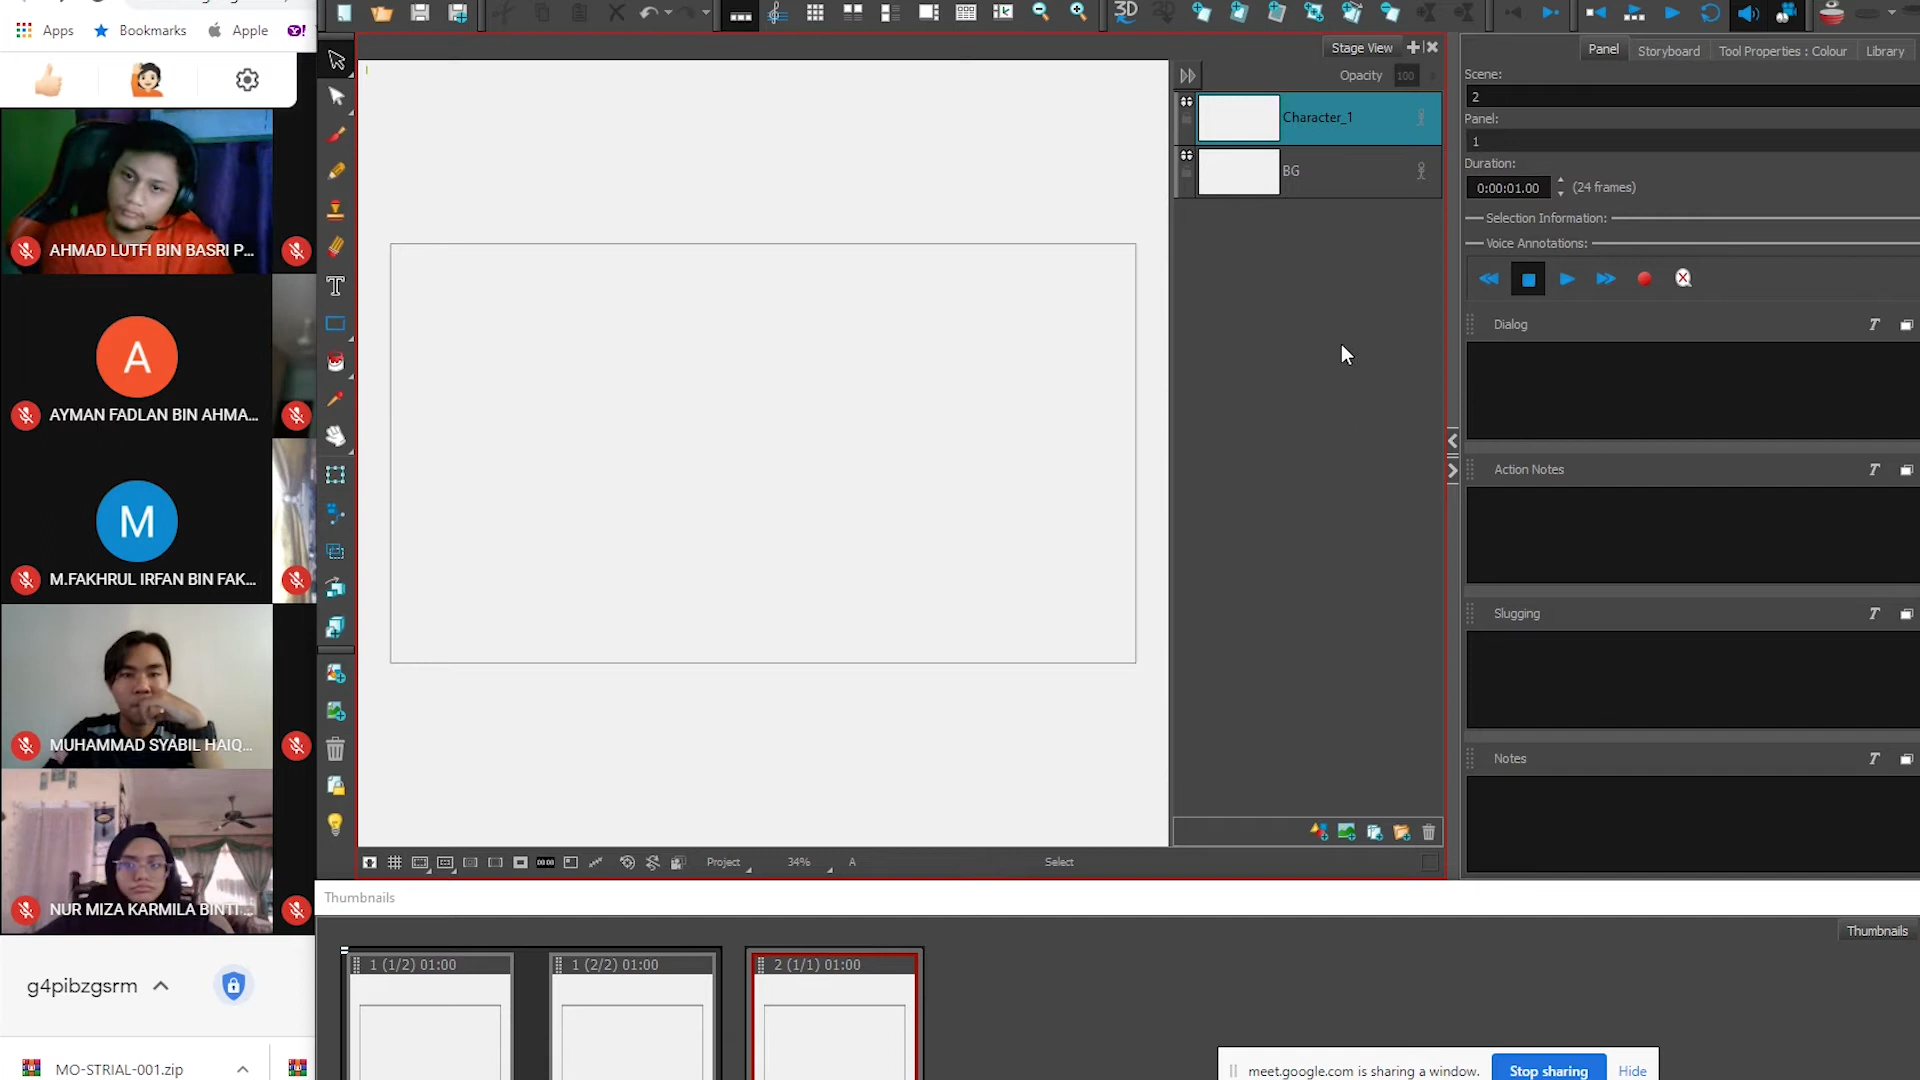 Apps
Bookmarks
Apple
Y!
AHMAD LUTFI BIN BASRI P...
A
AYMAN FADLAN BIN AHMA...
M
M.FAKHRUL IRFAN BIN FAK...
MUHAMMAD SYABIL HAIQ...
NUR MIZA KARMILA BINTI...
g4pibzgsrm
MO-STRIAL-001.zip
3D
Stage View
Opacity
100
Character_1
BG
Panel
Storyboard
Tool Properties : Colour
Library
Scene:
2
Panel:
1
Duration:
0:00:01.00
(24 frames)
Selection Information:
Voice Annotations:
Dialog
Action Notes
Slugging
Notes
00:00
Project
34%
A
Select
Thumbnails
Thumbnails
1 (1/2) 01:00
1 (2/2) 01:00
2 (1/1) 01:00
meet.google.com is sharing a window.
Stop sharing
Hide